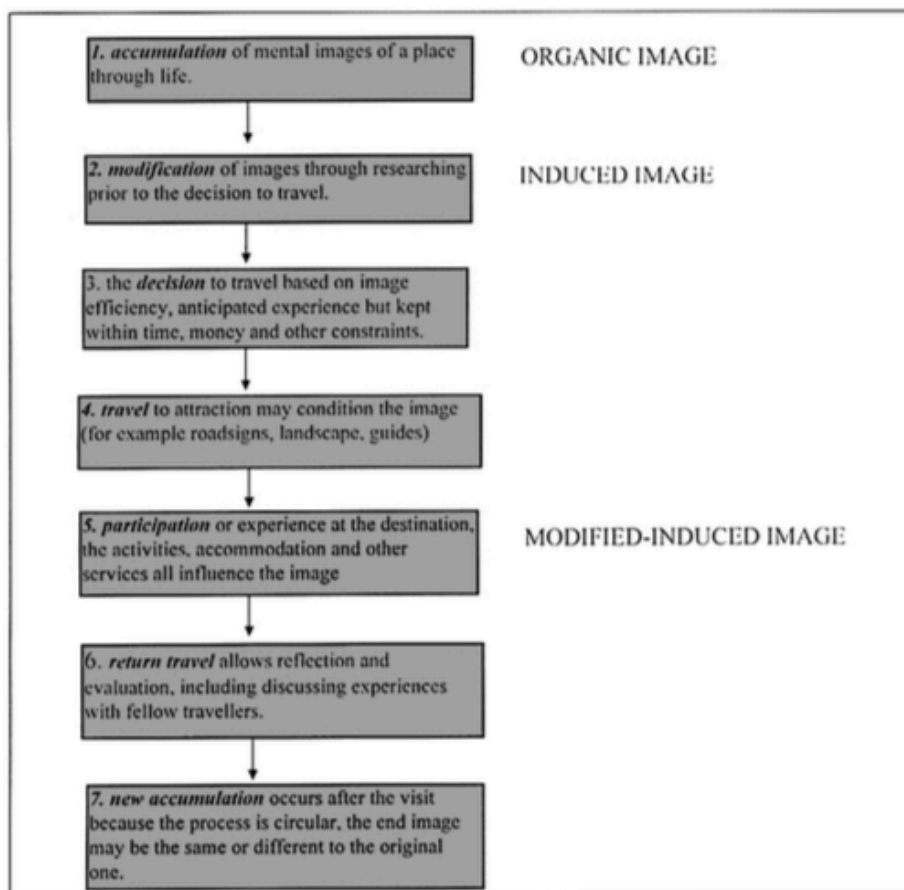 1. accumulation of mental images of a place
through life.
ORGANIC IMAGE
2. modification of images through researching
prior to the decision to travel.
INDUCED IMAGE
3. the decision to travel based on image
efficiency, anticipated experience but kept
within time, money and other constraints.
4. travel to attraction may condition the image
(for example roadsigns, landscape, guides)
5. participation or experience at the destination,
the activities, accommodation and other
services all influence the image
MODIFIED-INDUCED IMAGE
6. return travel allows reflection and
evaluation, including discussing experiences
with fellow travellers.
7. new accumulation occurs after the visit
because the process is circular, the end image
may be the same or different to the original
one.